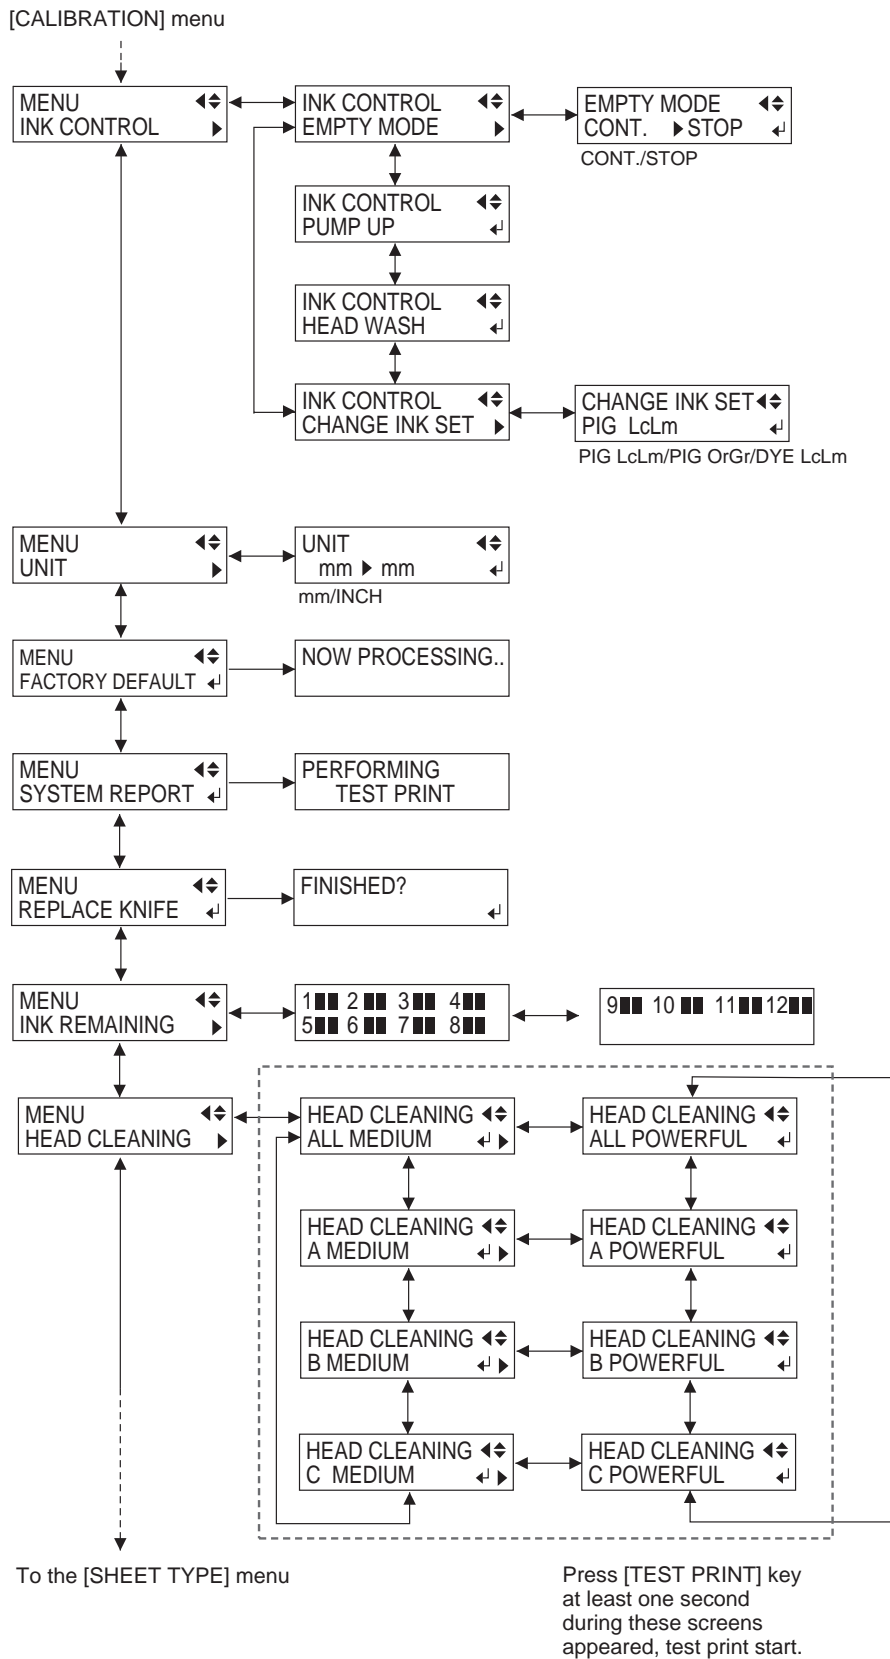 [CALIBRATION] menu
MENU
INK CONTROL
INK CONTROL
EMPTY MODE
EMPTY MODE
CONT. STOP
CONT./STOP
INK CONTROL
PUMP UP
INK CONTROL
HEAD WASH
INK CONTROL
CHANGE INK SET
CHANGE INK SET
PIG LcLm
PIG LcLm/PIG OrGr/DYE LcLm
MENU
UNIT
UNIT
mm mm
mm/INCH
MENU
FACTORY DEFAULT
NOW PROCESSING..
MENU
SYSTEM REPORT
PERFORMING
TEST PRINT
MENU
REPLACE KNIFE
FINISHED?
MENU
INK REMAINING
1 2 3 4
5 6 7 8
9 10 11 12
MENU
HEAD CLEANING
HEAD CLEANING
ALL MEDIUM
HEAD CLEANING
ALL POWERFUL
HEAD CLEANING
A MEDIUM
HEAD CLEANING
A POWERFUL
HEAD CLEANING
B MEDIUM
HEAD CLEANING
B POWERFUL
HEAD CLEANING
C MEDIUM
HEAD CLEANING
C POWERFUL
To the [SHEET TYPE] menu
Press [TEST PRINT] key
at least one second
during these screens
appeared, test print start.